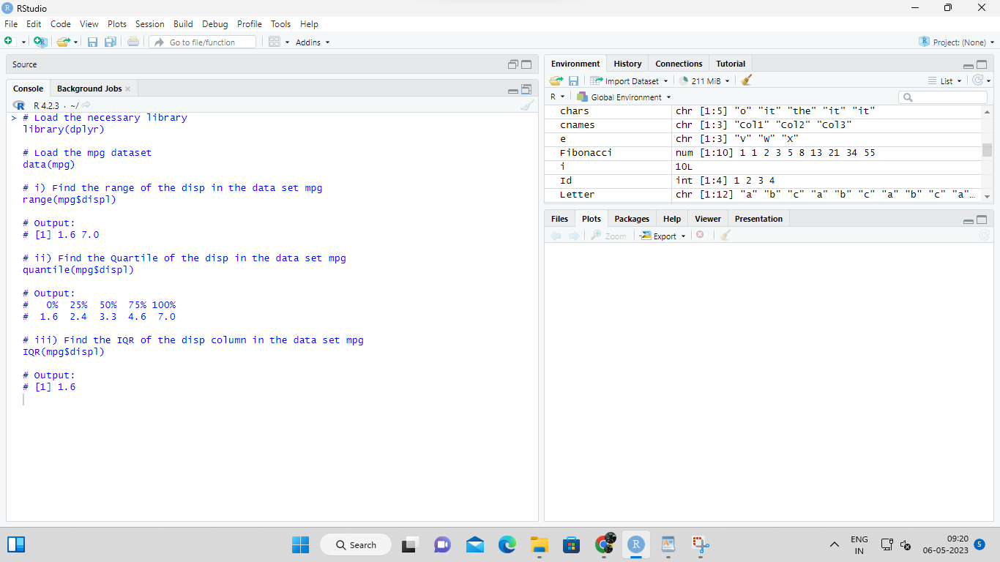 RStudio
File Edit Code View Plots Session Build Debug Profile Tools Help
Go to file/function Addins Project: (None)
Source
Console Background Jobs
R 4.2.3 · ~/
> # Load the necessary library
library(dplyr)
# Load the mpg dataset
data(mpg)
# i) Find the range of the disp in the data set mpg
range(mpg$displ)
# Output:
# [1] 1.6 7.0
# ii) Find the Quartile of the disp in the data set mpg
quantile(mpg$displ)
# Output:
#   0%  25%  50%  75% 100%
#  1.6  2.4  3.3  4.6  7.0
# iii) Find the IQR of the disp column in the data set mpg
IQR(mpg$displ)
# Output:
# [1] 1.6
Environment History Connections Tutorial
Import Dataset 211 MiB List
R Global Environment
chars chr [1:5] "o" "it" "the" "it" "it"
cnames chr [1:3] "Col1" "Col2" "Col3"
e chr [1:3] "V" "W" "X"
Fibonacci num [1:10] 1 1 2 3 5 8 13 21 34 55
i 10L
Id int [1:4] 1 2 3 4
Letter chr [1:12] "a" "b" "c" "a" "b" "c" "a" "b" "c" "a"…
Files Plots Packages Help Viewer Presentation
Zoom Export
Search
ENG
IN
09:20
06-05-2023
5